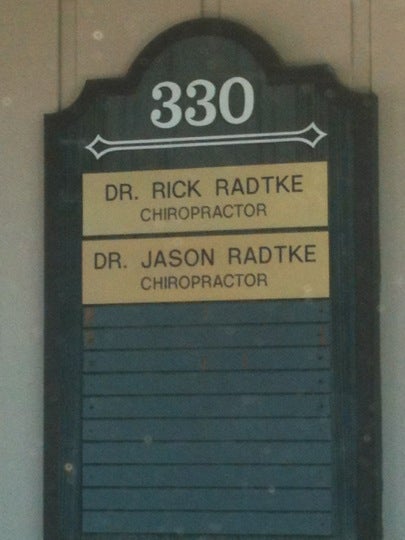 330
DR. RICK RADTKE
CHIROPRACTOR
DR. JASON RADTKE
CHIROPRACTOR